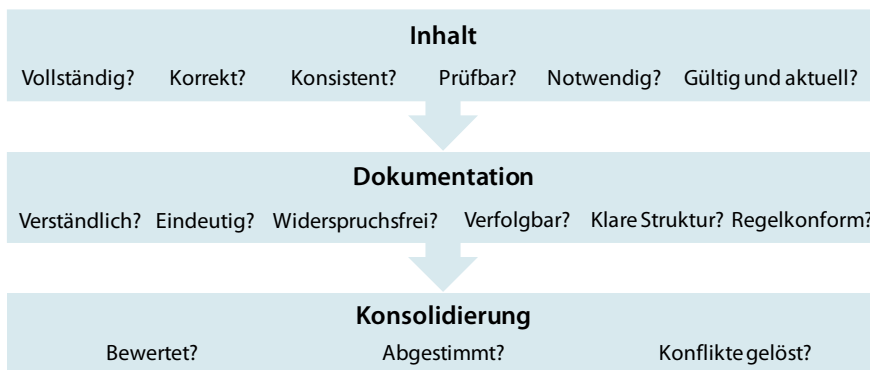 Inhalt
Vollständig? Korrekt? Konsistent? Prüfbar? Notwendig? Gültig und aktuell?
Dokumentation
Verständlich? Eindeutig? Widerspruchsfrei? Verfolgbar? Klare Struktur? Regelkonform?
Konsolidierung
Bewertet? Abgestimmt? Konflikte gelöst?